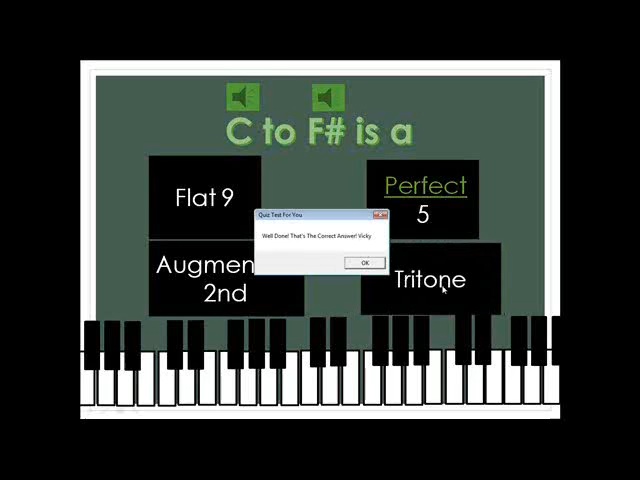 C to F# is a
Flat 9
Perfect
5
Quiz Test For You
Well Done! That's The Correct Answer! Vicky
OK
Augmen
2nd
Tritone